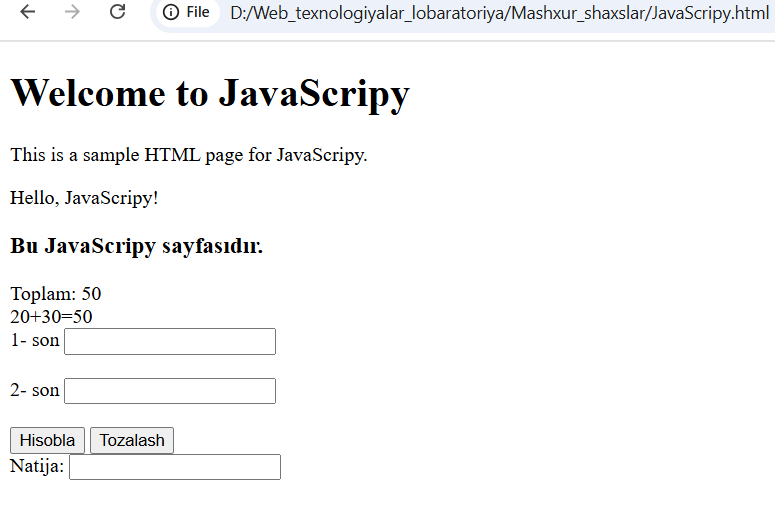 File D:/Web_texnologiyalar_lobaratoriya/Mashxur_shaxslar/JavaScripy.html
Welcome to JavaScripy
This is a sample HTML page for JavaScripy.
Hello, JavaScripy!
Bu JavaScripy sayfasıdır.
Toplam: 50
20+30=50
1- son
2- son
Hisobla Tozalash
Natija: